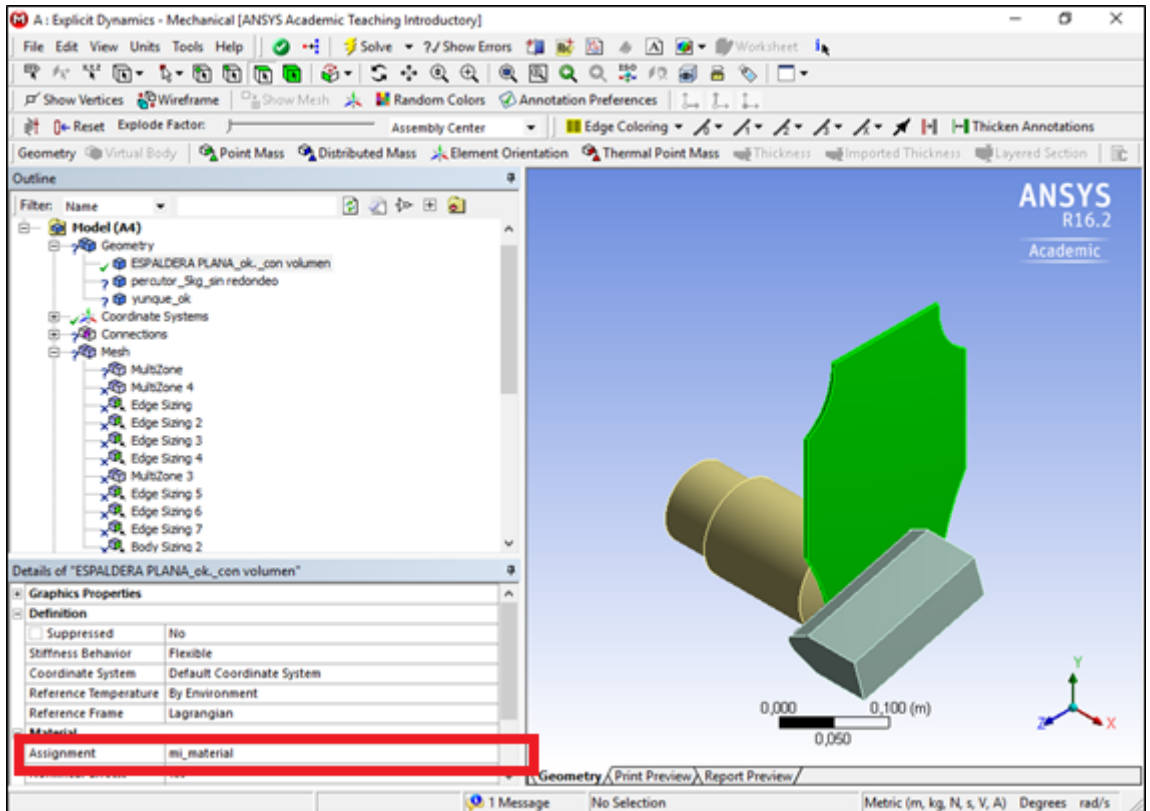 A : Explicit Dynamics - Mechanical [ANSYS Academic Teaching Introductory]
File Edit View Units Tools Help Solve ?/ Show Errors Worksheet
Show Vertices Wireframe Show Mesh Random Colors Annotation Preferences
Reset Explode Factor: Assembly Center Edge Coloring Thicken Annotations
Geometry Virtual Body Point Mass Distributed Mass Element Orientation Thermal Point Mass Thickness Imported Thickness Layered Section
Outline
Filter: Name
Model (A4)
Geometry
ESPALDERA PLANA_ok._con volumen
percutor_5kg_sin redondeo
yunque_ok
Coordinate Systems
Connections
Mesh
MultiZone
MultiZone 4
Edge Sizing
Edge Sizing 2
Edge Sizing 3
Edge Sizing 4
MultiZone 3
Edge Sizing 5
Edge Sizing 6
Edge Sizing 7
Body Sizing 2
Details of "ESPALDERA PLANA_ok._con volumen"
Graphics Properties
Definition
Suppressed No
Stiffness Behavior Flexible
Coordinate System Default Coordinate System
Reference Temperature By Environment
Reference Frame Lagrangian
Material
Assignment mi_material
ANSYS
R16.2
Academic
0,000 0,100 (m)
0,050
Y
Z X
Geometry Print Preview Report Preview
1 Message No Selection Metric (m, kg, N, s, V, A) Degrees rad/s